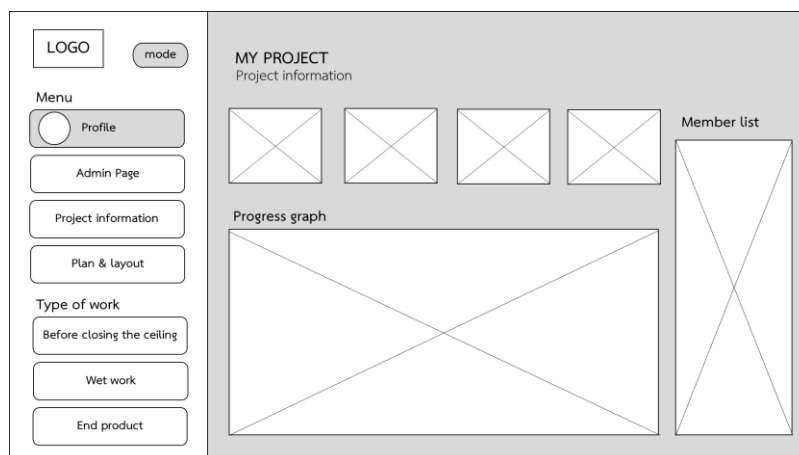 LOGO
mode
Menu
Profile
Admin Page
Project information
Plan & layout
Type of work
Before closing the ceiling
Wet work
End product
MY PROJECT
Project information
Member list
Progress graph